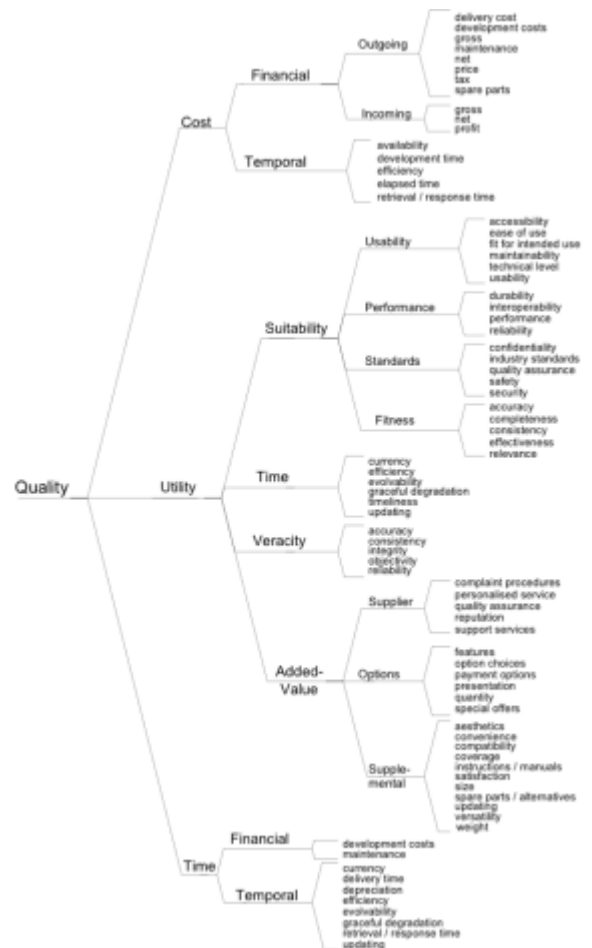 Quality
Cost
Financial
Outgoing
delivery cost
development costs
gross
maintenance
net
price
tax
spare parts
Incoming
gross
net
profit
Temporal
availability
development time
efficiency
elapsed time
retrieval / response time
Utility
Suitability
Usability
accessibility
ease of use
fit for intended use
maintainability
technical level
usability
Performance
durability
interoperability
performance
reliability
Standards
confidentiality
industry standards
quality assurance
safety
security
Fitness
accuracy
completeness
consistency
effectiveness
relevance
Time
currency
efficiency
evolvability
graceful degradation
timeliness
updating
Veracity
accuracy
consistency
integrity
objectivity
reliability
Added-
Value
Supplier
complaint procedures
personalised service
quality assurance
reputation
support services
Options
features
option choices
payment options
presentation
quantity
special offers
Supple-
mental
aesthetics
convenience
compatibility
coverage
instructions / manuals
satisfaction
size
spare parts / alternatives
updating
versatility
weight
Time
Financial
development costs
maintenance
Temporal
currency
delivery time
depreciation
efficiency
evolvability
graceful degradation
retrieval / response time
updating